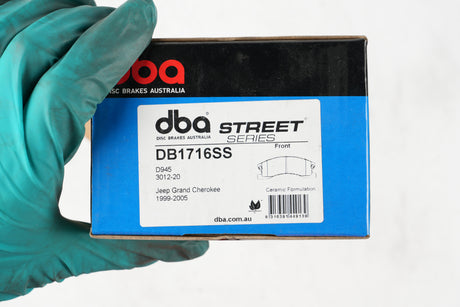 dba
DISC BRAKES AUSTRALIA
dba
DISC BRAKES AUSTRALIA
STREET
SERIES
Front
DB1716SS
D945
3012-20
Jeep Grand Cherokee
1999-2005
Ceramic Formulation
dba.com.au